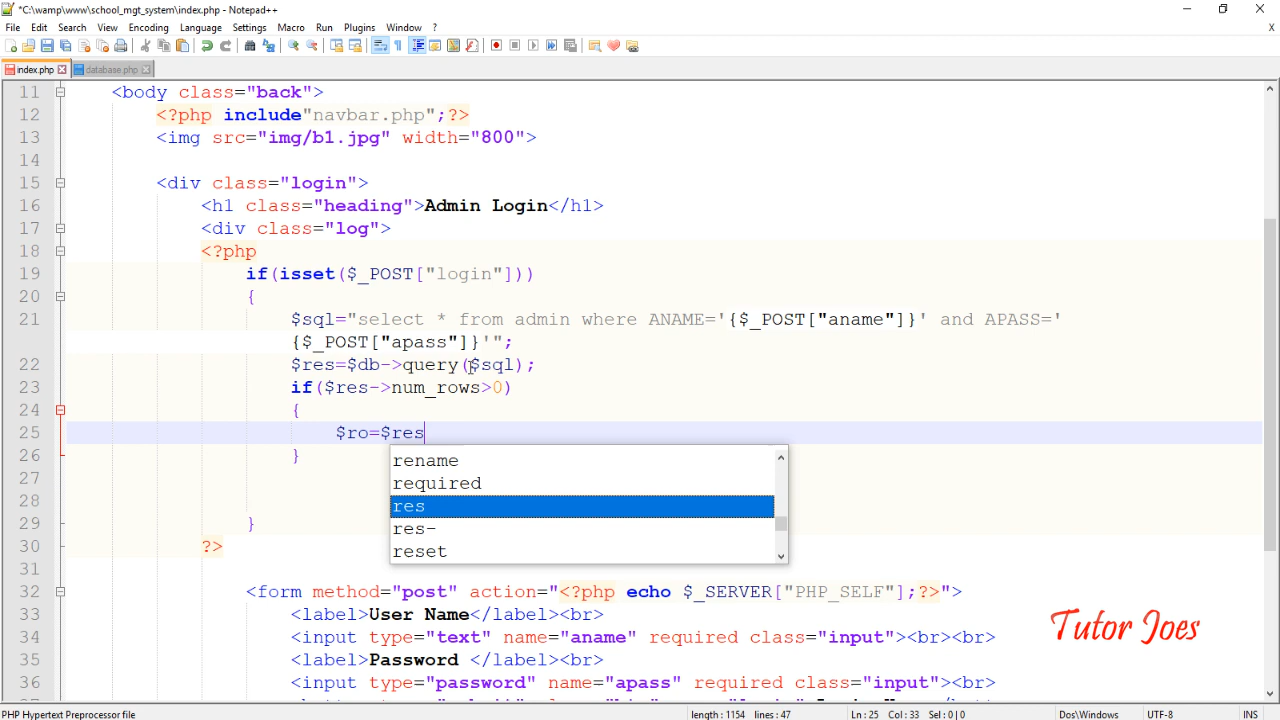 *C:\wamp\www\school_mgt_system\index.php - Notepad++
File Edit Search View Encoding Language Settings Macro Run Plugins Window ? X
index.php database.php
11 <body class="back">
12 <?php include"navbar.php";?>
13 <img src="img/b1.jpg" width="800">
14
15 <div class="login">
16 <h1 class="heading">Admin Login</h1>
17 <div class="log">
18 <?php
19 if(isset($_POST["login"]))
20 {
21 $sql="select * from admin where ANAME='{$_POST["aname"]}' and APASS='
{$_POST["apass"]}'";
22 $res=$db->query($sql);
23 if($res->num_rows>0)
24 {
25 $ro=$res
26 }
27
28
29 }
30 ?>
31
32 <form method="post" action="<?php echo $_SERVER["PHP_SELF"];?>">
33 <label>User Name</label><br>
34 <input type="text" name="aname" required class="input"><br><br>
35 <label>Password </label><br>
36 <input type="password" name="apass" required class="input"><br>
rename
required
res
res-
reset
Tutor Joes
PHP Hypertext Preprocessor file length : 1154 lines : 47 Ln : 25 Col : 33 Sel : 0 | 0 Dos\Windows UTF-8 INS